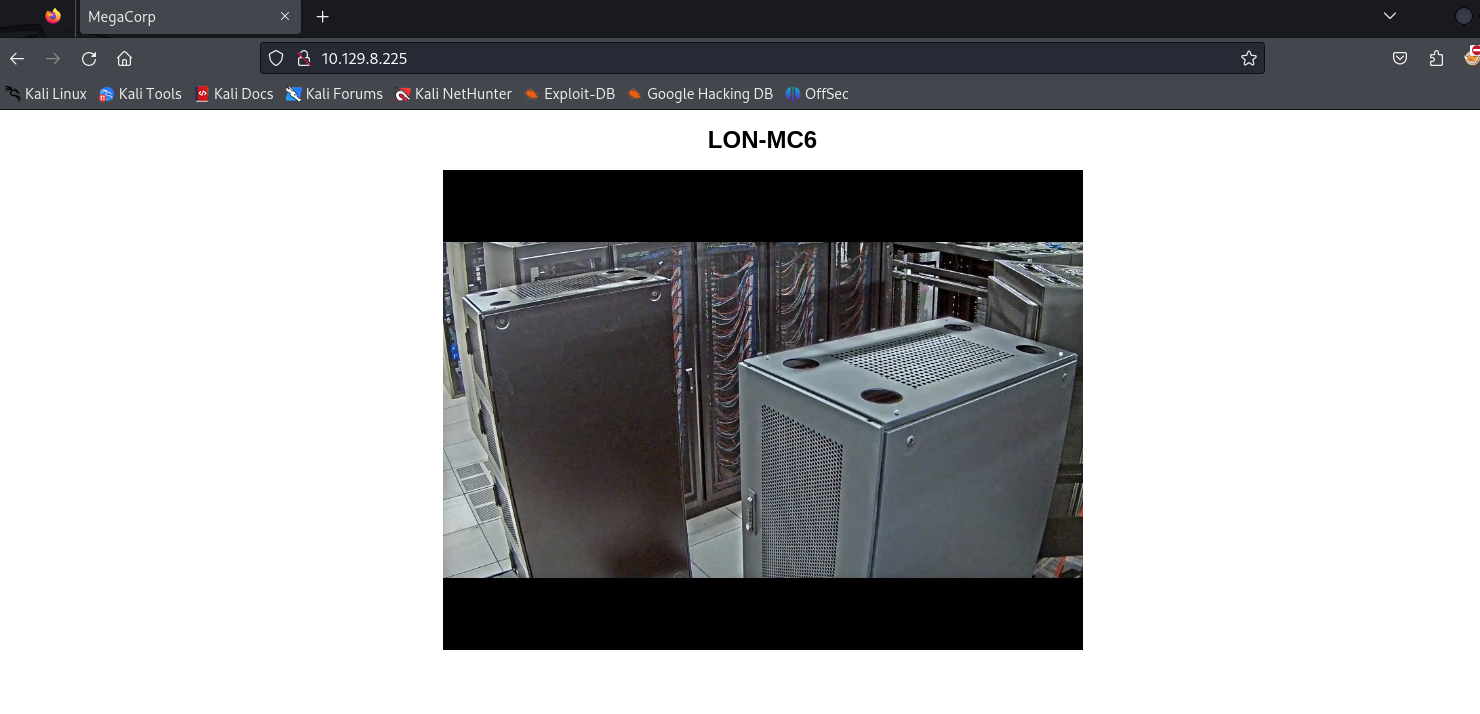 MegaCorp
10.129.8.225
Kali Linux Kali Tools Kali Docs Kali Forums Kali NetHunter Exploit-DB Google Hacking DB OffSec
LON-MC6